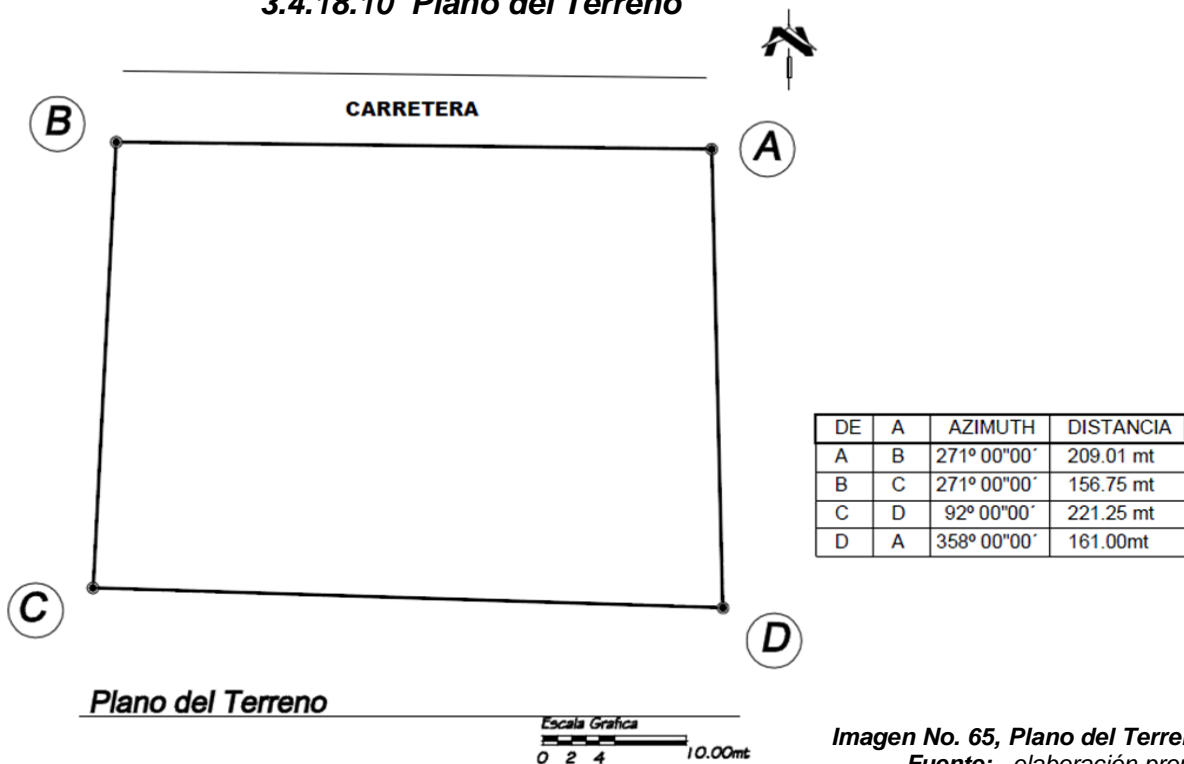 3.4.18.10 Plano del Terreno
N
CARRETERA
B
A
C
D
DE A AZIMUTH DISTANCIA
A B 271º 00"00´ 209.01 mt
B C 271º 00"00´ 156.75 mt
C D 92º 00"00´ 221.25 mt
D A 358º 00"00´ 161.00mt
Plano del Terreno
Escala Grafica
0 2 4 10.00mt
Imagen No. 65, Plano del Terre
Fuente: elaboración